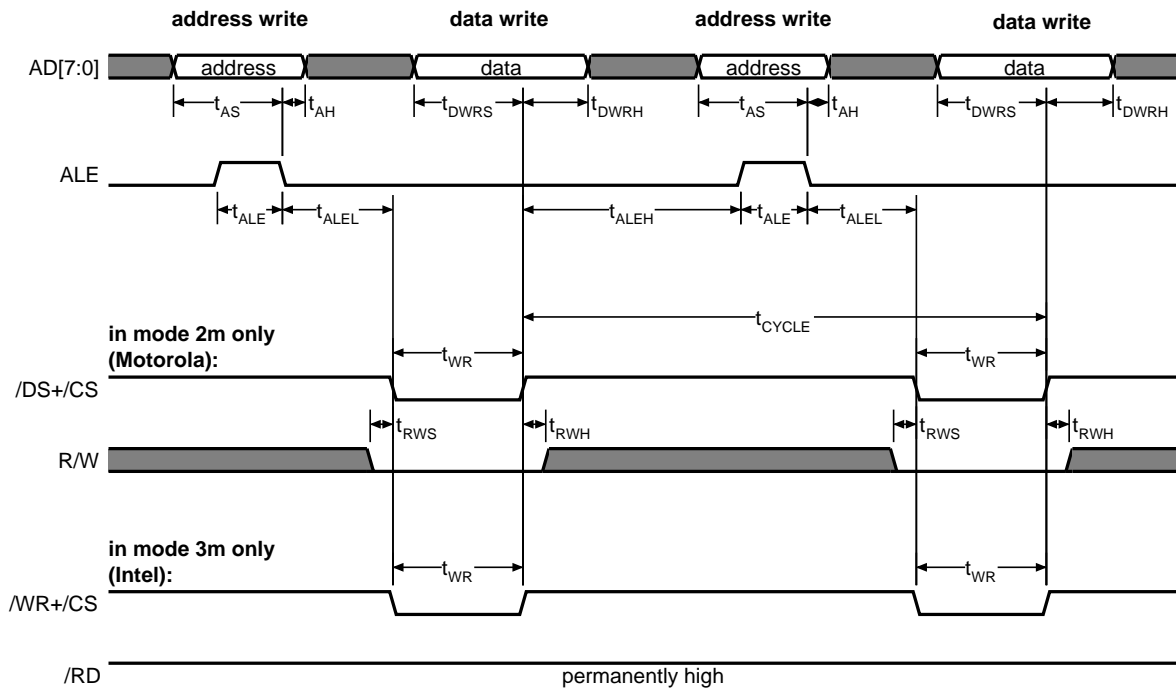 address write data write address write data write
AD[7:0] address data address data
tAS tAH tDWRS tDWRH tAS tAH tDWRS tDWRH
ALE
tALE tALEL tALEH tALE tALEL
tCYCLE
in mode 2m only
(Motorola):
tWR tWR
/DS+/CS
tRWS tRWH tRWS tRWH
R/W
in mode 3m only
(Intel):
tWR tWR
/WR+/CS
/RD permanently high